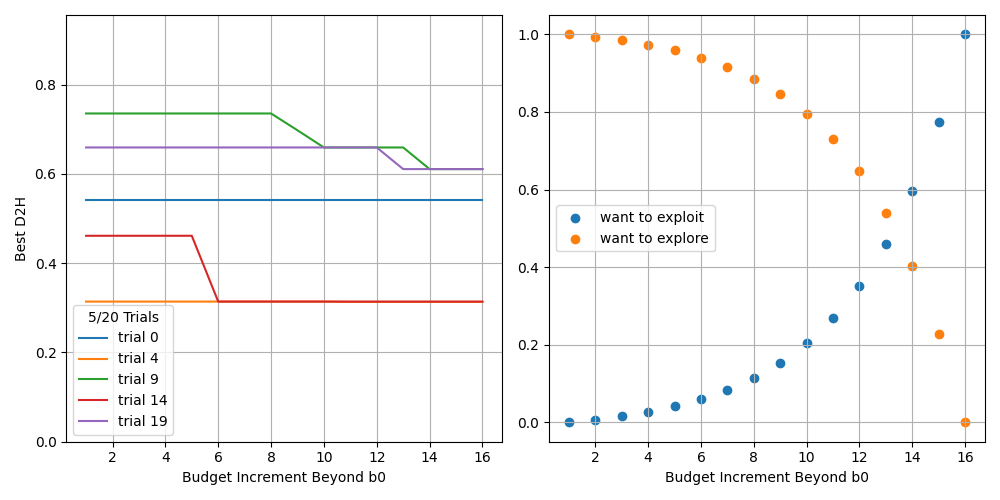 0.8
0.6
0.4
0.2
0.0
Best D2H
5/20 Trials
trial 0
trial 4
trial 9
trial 14
trial 19
2 4 6 8 10 12 14 16
Budget Increment Beyond b0
1.0
0.8
0.6
0.4
0.2
0.0
want to exploit
want to explore
2 4 6 8 10 12 14 16
Budget Increment Beyond b0